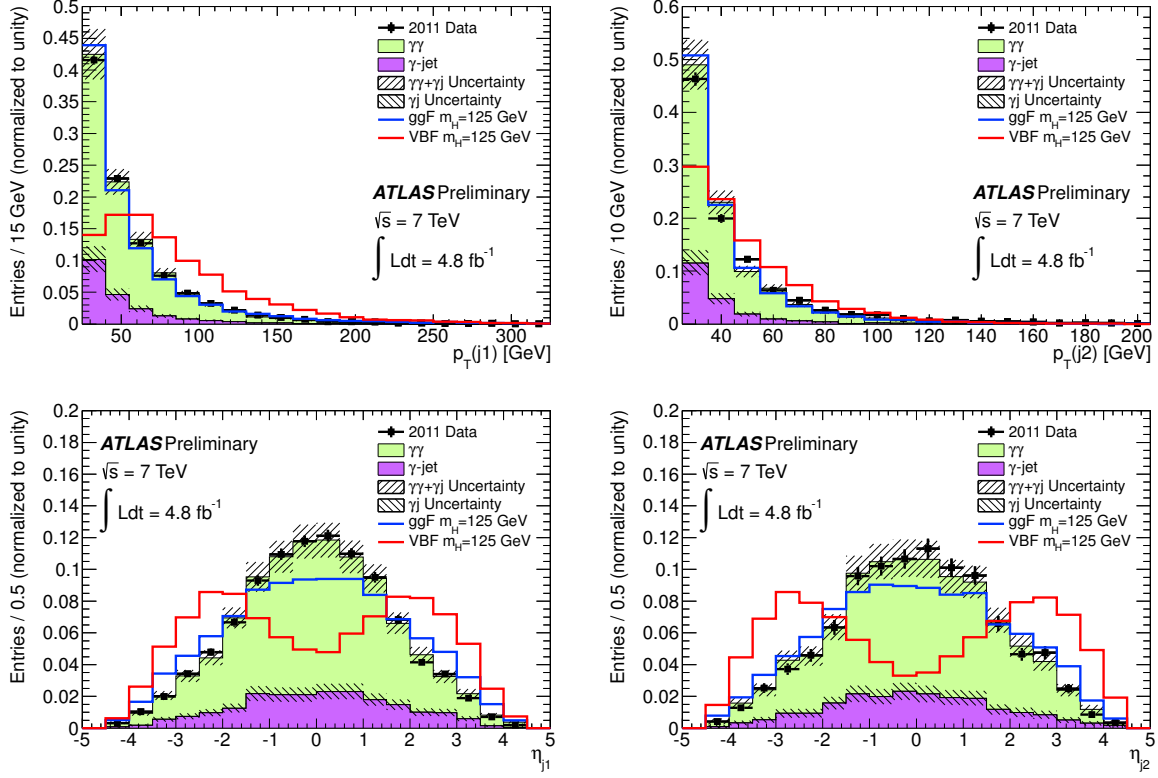 Entries / 15 GeV (normalized to unity)
0.5
0.45
0.4
0.35
0.3
0.25
0.2
0.15
0.1
0.05
0
2011 Data
γγ
γ-jet
γγ+γj Uncertainty
γj Uncertainty
ggF m_H=125 GeV
VBF m_H=125 GeV
ATLAS Preliminary
√s = 7 TeV
∫ Ldt = 4.8 fb⁻¹
50 100 150 200 250 300
p_T(j1) [GeV]
Entries / 10 GeV (normalized to unity)
0.6
0.5
0.4
0.3
0.2
0.1
0
2011 Data
γγ
γ-jet
γγ+γj Uncertainty
γj Uncertainty
ggF m_H=125 GeV
VBF m_H=125 GeV
ATLAS Preliminary
√s = 7 TeV
∫ Ldt = 4.8 fb⁻¹
40 60 80 100 120 140 160 180 200
p_T(j2) [GeV]
Entries / 0.5 (normalized to unity)
0.2
0.18
0.16
0.14
0.12
0.1
0.08
0.06
0.04
0.02
0
ATLAS Preliminary
√s = 7 TeV
∫ Ldt = 4.8 fb⁻¹
2011 Data
γγ
γ-jet
γγ+γj Uncertainty
γj Uncertainty
ggF m_H=125 GeV
VBF m_H=125 GeV
-5 -4 -3 -2 -1 0 1 2 3 4 5
η_j1
Entries / 0.5 (normalized to unity)
0.2
0.18
0.16
0.14
0.12
0.1
0.08
0.06
0.04
0.02
0
ATLAS Preliminary
√s = 7 TeV
∫ Ldt = 4.8 fb⁻¹
2011 Data
γγ
γ-jet
γγ+γj Uncertainty
γj Uncertainty
ggF m_H=125 GeV
VBF m_H=125 GeV
-5 -4 -3 -2 -1 0 1 2 3 4 5
η_j2